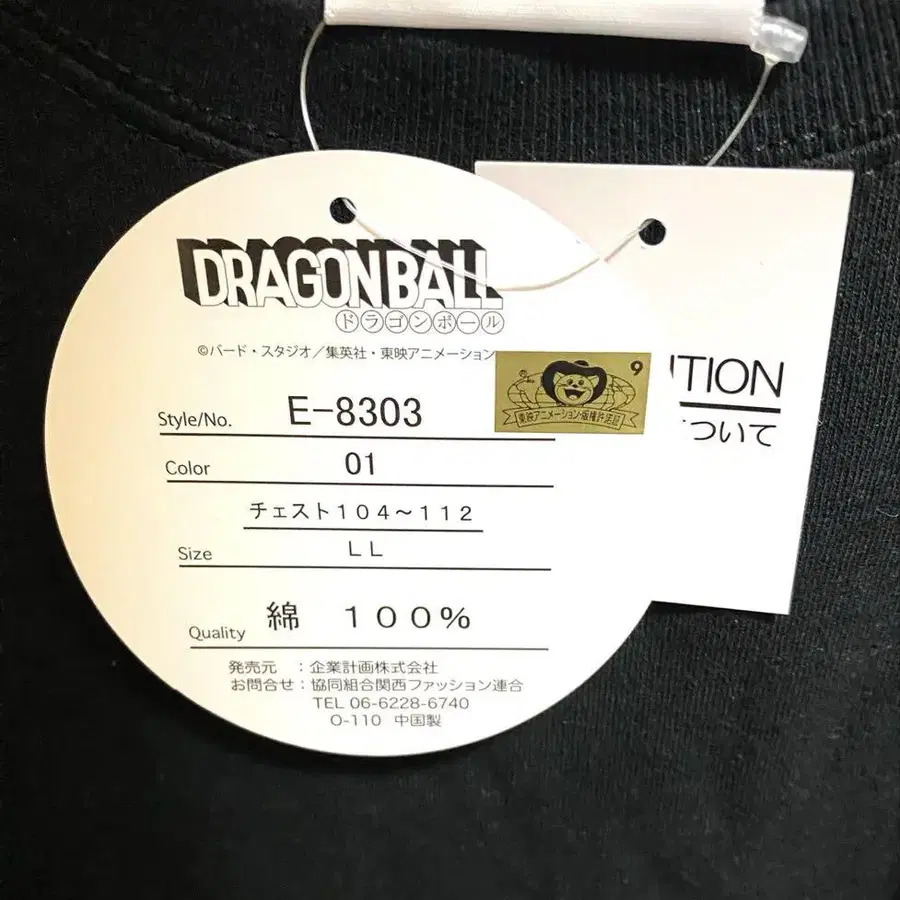 DRAGONBALL
ドラゴンボール
©バード・スタジオ／集英社・東映アニメーション
9
東映アニメーション・版権許諾証
Style/No. E-8303
Color 01
チェスト104～112
Size LL
Quality 綿 100%
発売元 ：企業計画株式会社
お問合せ：協同組合関西ファッション連合
TEL 06-6228-6740
O-110 中国製
ITION
ついて